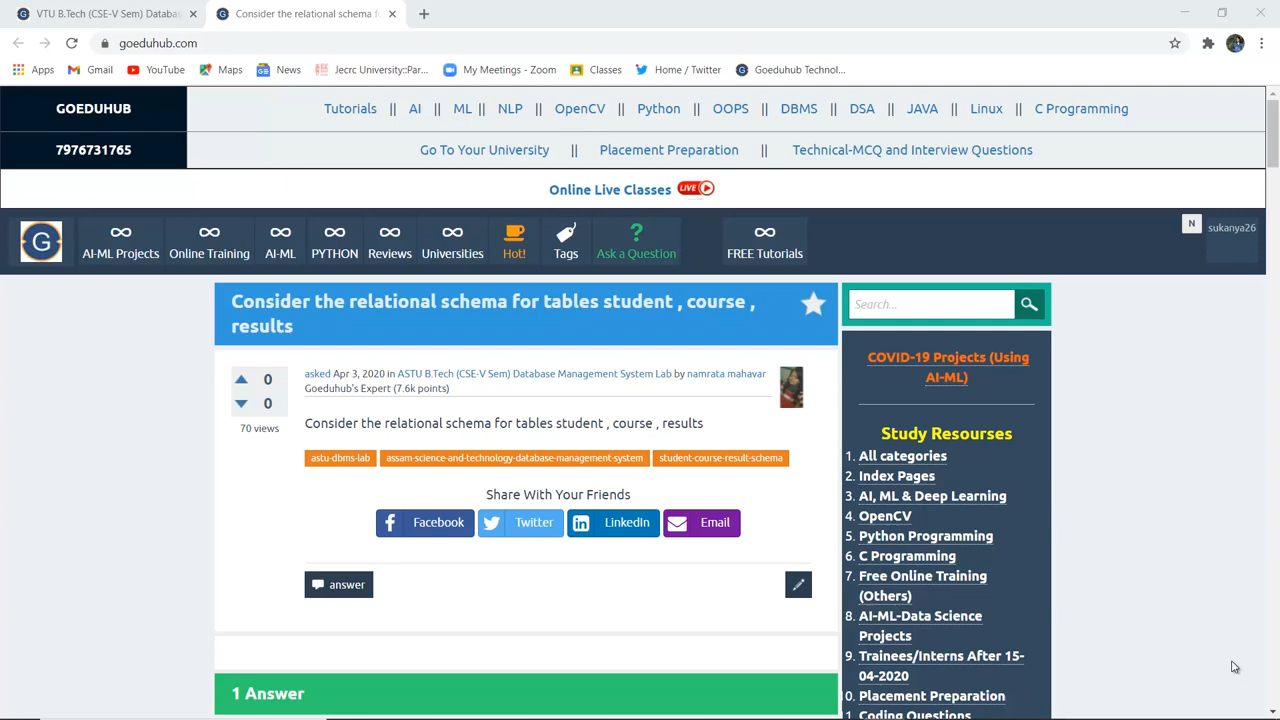 VTU B.Tech (CSE-V Sem) Databas
Consider the relational schema f
goeduhub.com
Apps
Gmail
YouTube
Maps
News
Jecrc University::Par...
My Meetings - Zoom
Classes
Home / Twitter
Goeduhub Technol...
GOEDUHUB
Tutorials || AI || ML || NLP || OpenCV || Python || OOPS || DBMS || DSA || JAVA || Linux || C Programming
7976731765
Go To Your University || Placement Preparation || Technical-MCQ and Interview Questions
Online Live Classes LIVE
G
AI-ML Projects
Online Training
AI-ML
PYTHON
Reviews
Universities
Hot!
Tags
?
Ask a Question
FREE Tutorials
N
sukanya26
Consider the relational schema for tables student , course ,
results
0
0
70 views
asked Apr 3, 2020 in ASTU B.Tech (CSE-V Sem) Database Management System Lab by namrata mahavar
Goeduhub's Expert (7.6k points)
Consider the relational schema for tables student , course , results
astu-dbms-lab
assam-science-and-technology-database-management-system
student-course-result-schema
Share With Your Friends
Facebook
Twitter
LinkedIn
Email
answer
1 Answer
Search...
COVID-19 Projects (Using
AI-ML)
Study Resourses
1. All categories
2. Index Pages
3. AI, ML & Deep Learning
4. OpenCV
5. Python Programming
6. C Programming
7. Free Online Training
(Others)
8. AI-ML-Data Science
Projects
9. Trainees/Interns After 15-
04-2020
10. Placement Preparation
11. Coding Questions